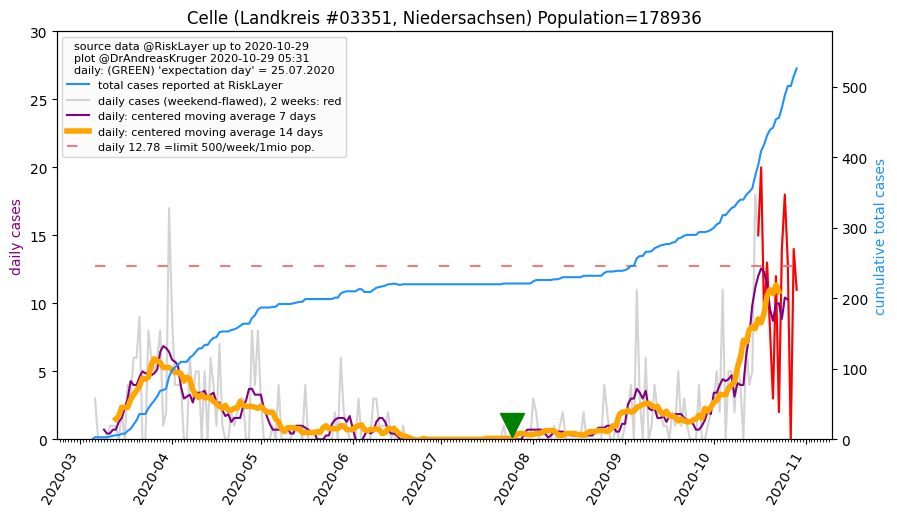 Celle (Landkreis #03351, Niedersachsen) Population=178936
source data @RiskLayer up to 2020-10-29
plot @DrAndreasKruger 2020-10-29 05:31
daily: (GREEN) 'expectation day' = 25.07.2020
total cases reported at RiskLayer
daily cases (weekend-flawed), 2 weeks: red
daily: centered moving average 7 days
daily: centered moving average 14 days
daily 12.78 =limit 500/week/1mio pop.
daily cases
30
25
20
15
10
5
0
cumulative total cases
500
400
300
200
100
0
2020-03
2020-04
2020-05
2020-06
2020-07
2020-08
2020-09
2020-10
2020-11